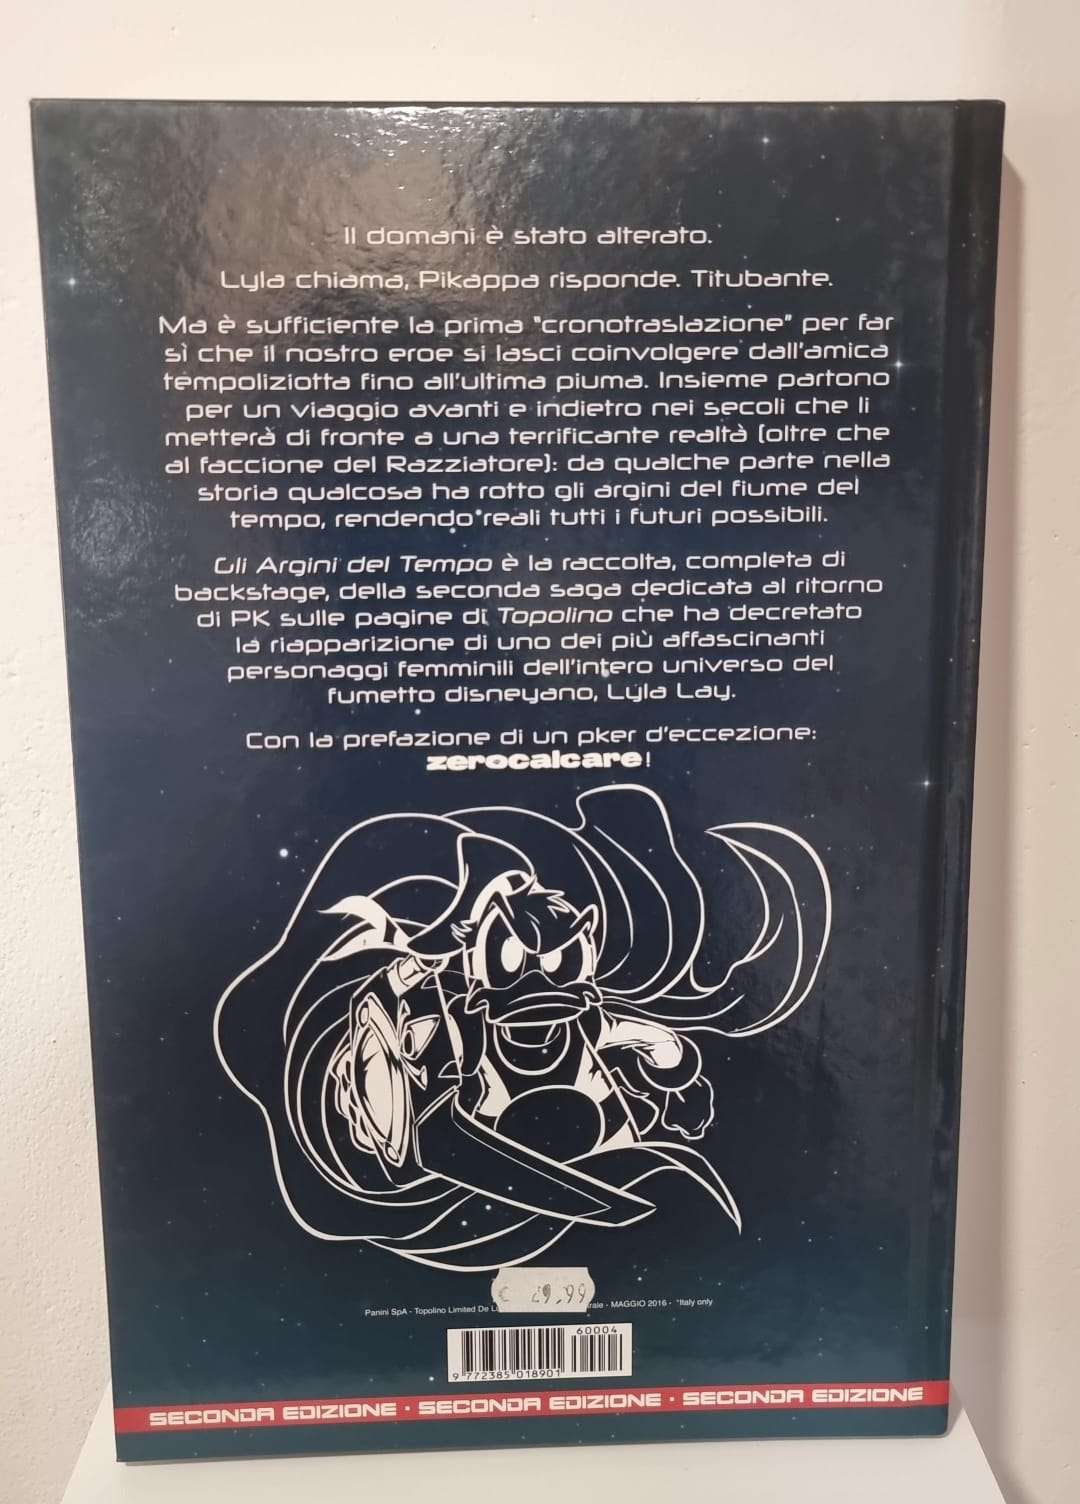 Il domani è stato alterato.
Lyla chiama, Pikappa risponde. Titubante.
Ma è sufficiente la prima "cronotraslazione" per far
sì che il nostro eroe si lasci coinvolgere dall'amica
tempoliziotta fino all'ultima piuma. Insieme partono
per un viaggio avanti e indietro nei secoli che li
metterà di fronte a una terrificante realtà (oltre che
al faccione del Razziatore): da qualche parte nella
storia qualcosa ha rotto gli argini del fiume del
tempo, rendendo reali tutti i futuri possibili.
Gli Argini del Tempo è la raccolta, completa di
backstage, della seconda saga dedicata al ritorno
di PK sulle pagine di Topolino che ha decretato
la riapparizione di uno dei più affascinanti
personaggi femminili dell'intero universo del
fumetto disneyano, Lyla Lay.
Con la prefazione di un pker d'eccezione:
zerocalcare!
€ 29,99
Panini SpA - Topolino Limited De - MAGGIO 2016 - *Italy only
60004
9 772385 018901
SECONDA EDIZIONE · SECONDA EDIZIONE · SECONDA EDIZIONE